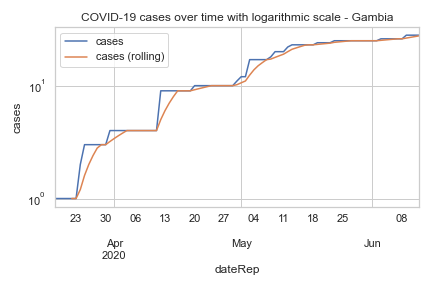 COVID-19 cases over time with logarithmic scale - Gambia
cases
cases (rolling)
10¹
10⁰
cases
23 30 06 13 20 27 04 11 18 25 08
Apr May Jun
2020
dateRep